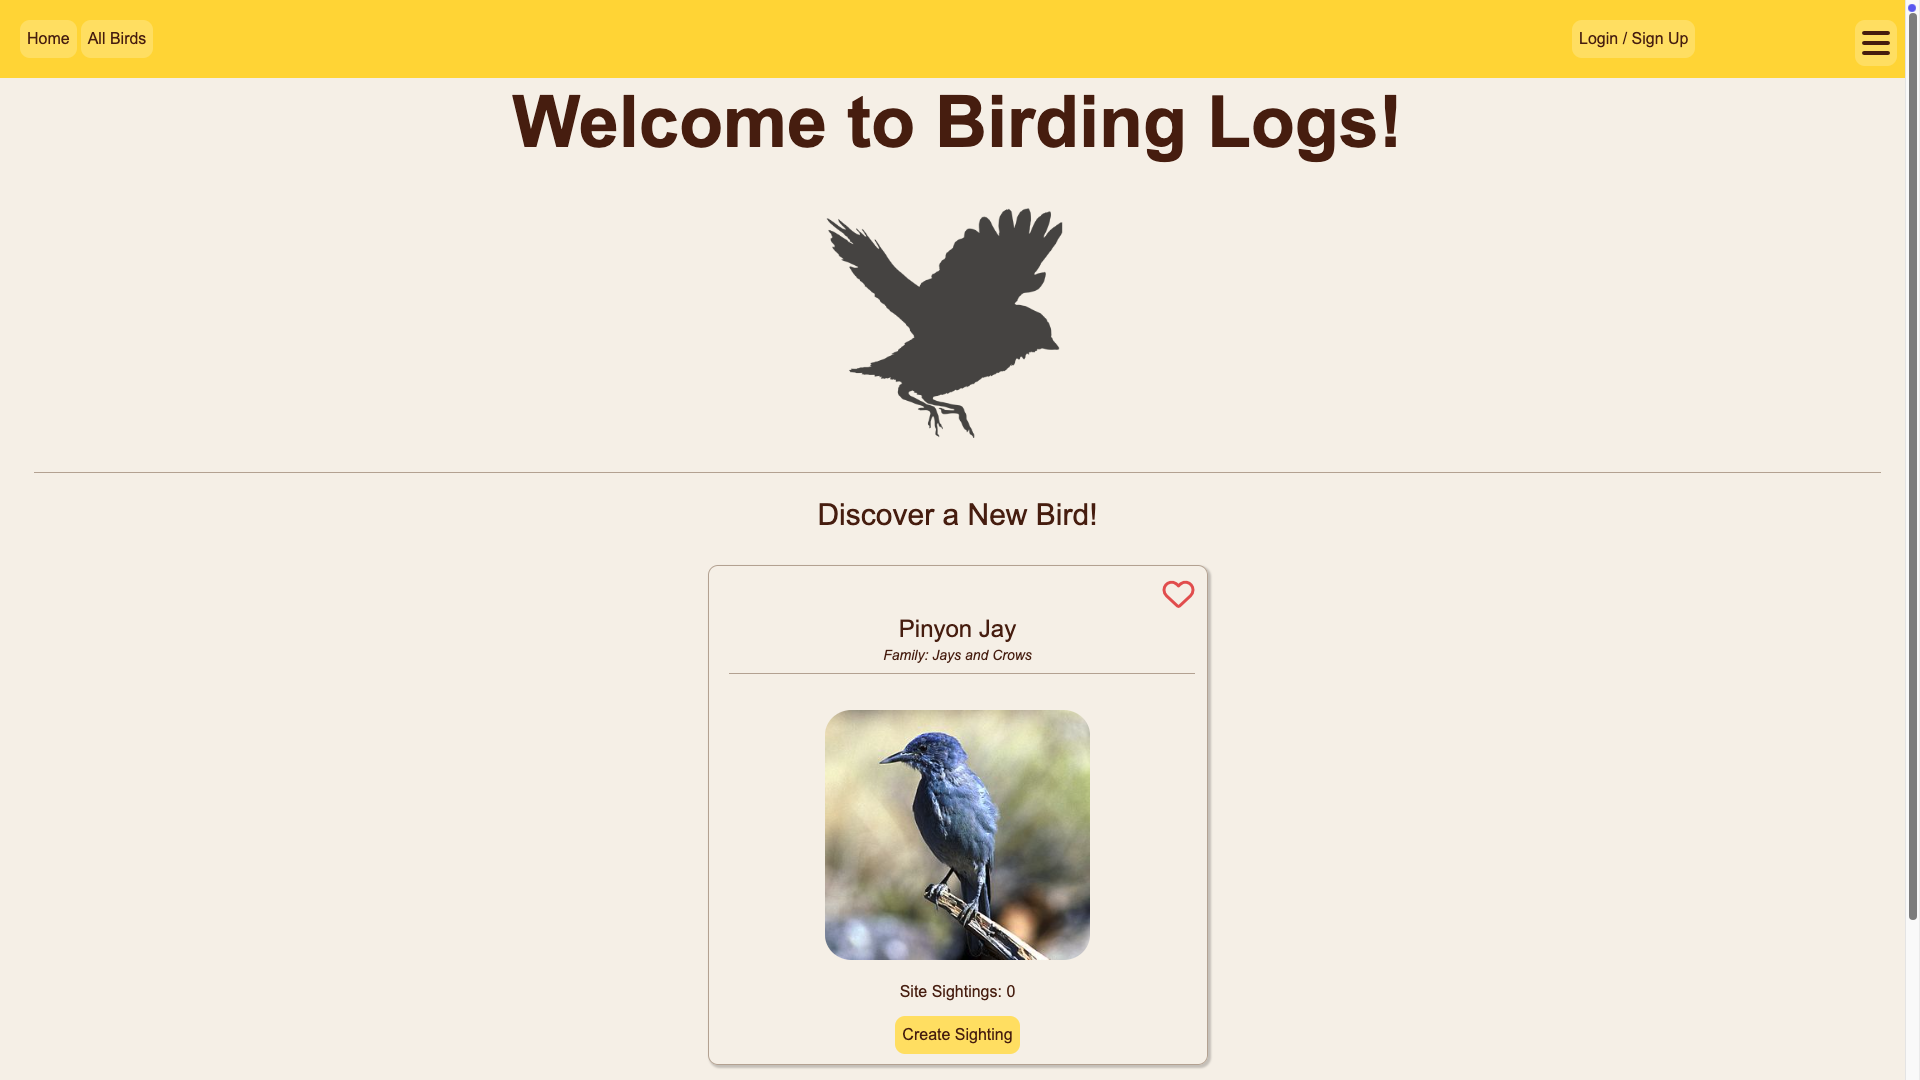 Home
All Birds
Login / Sign Up
Welcome to Birding Logs!
Discover a New Bird!
Pinyon Jay
Family: Jays and Crows
Site Sightings: 0
Create Sighting